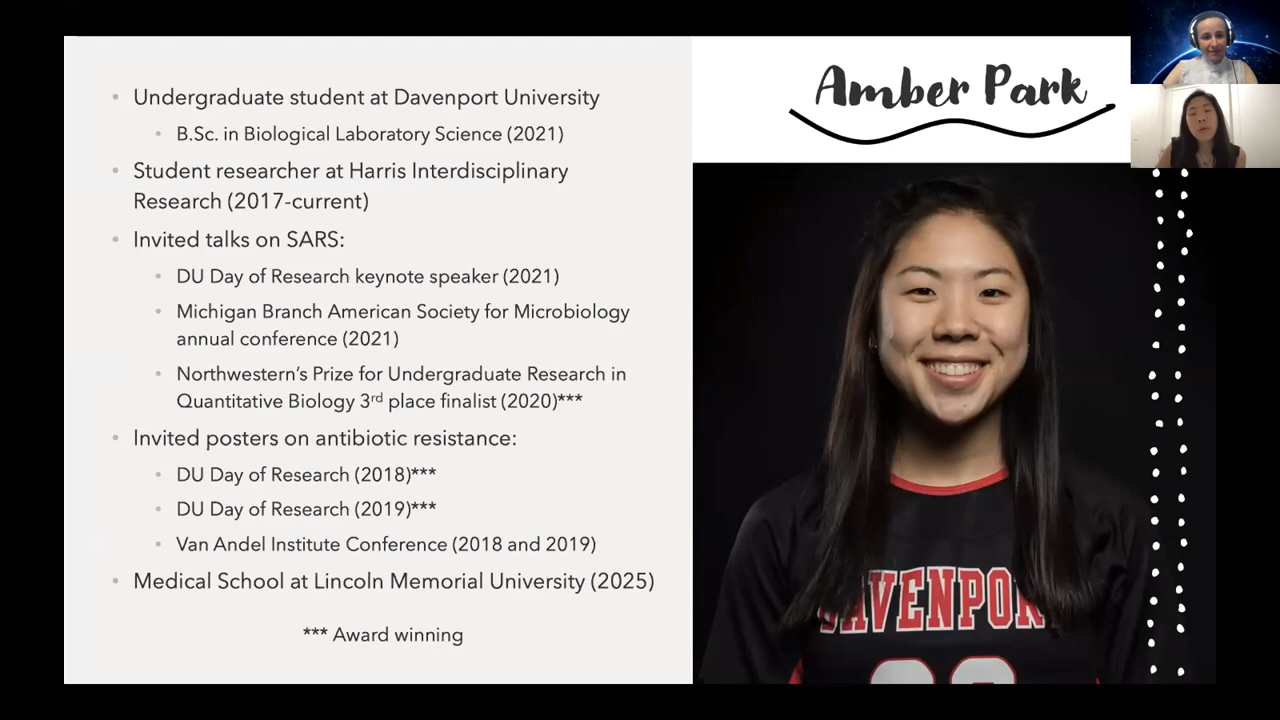 Amber Park
Undergraduate student at Davenport University
B.Sc. in Biological Laboratory Science (2021)
Student researcher at Harris Interdisciplinary
Research (2017-current)
Invited talks on SARS:
DU Day of Research keynote speaker (2021)
Michigan Branch American Society for Microbiology
annual conference (2021)
Northwestern's Prize for Undergraduate Research in
Quantitative Biology 3rd place finalist (2020)***
Invited posters on antibiotic resistance:
DU Day of Research (2018)***
DU Day of Research (2019)***
Van Andel Institute Conference (2018 and 2019)
Medical School at Lincoln Memorial University (2025)
*** Award winning
DAVENPORT